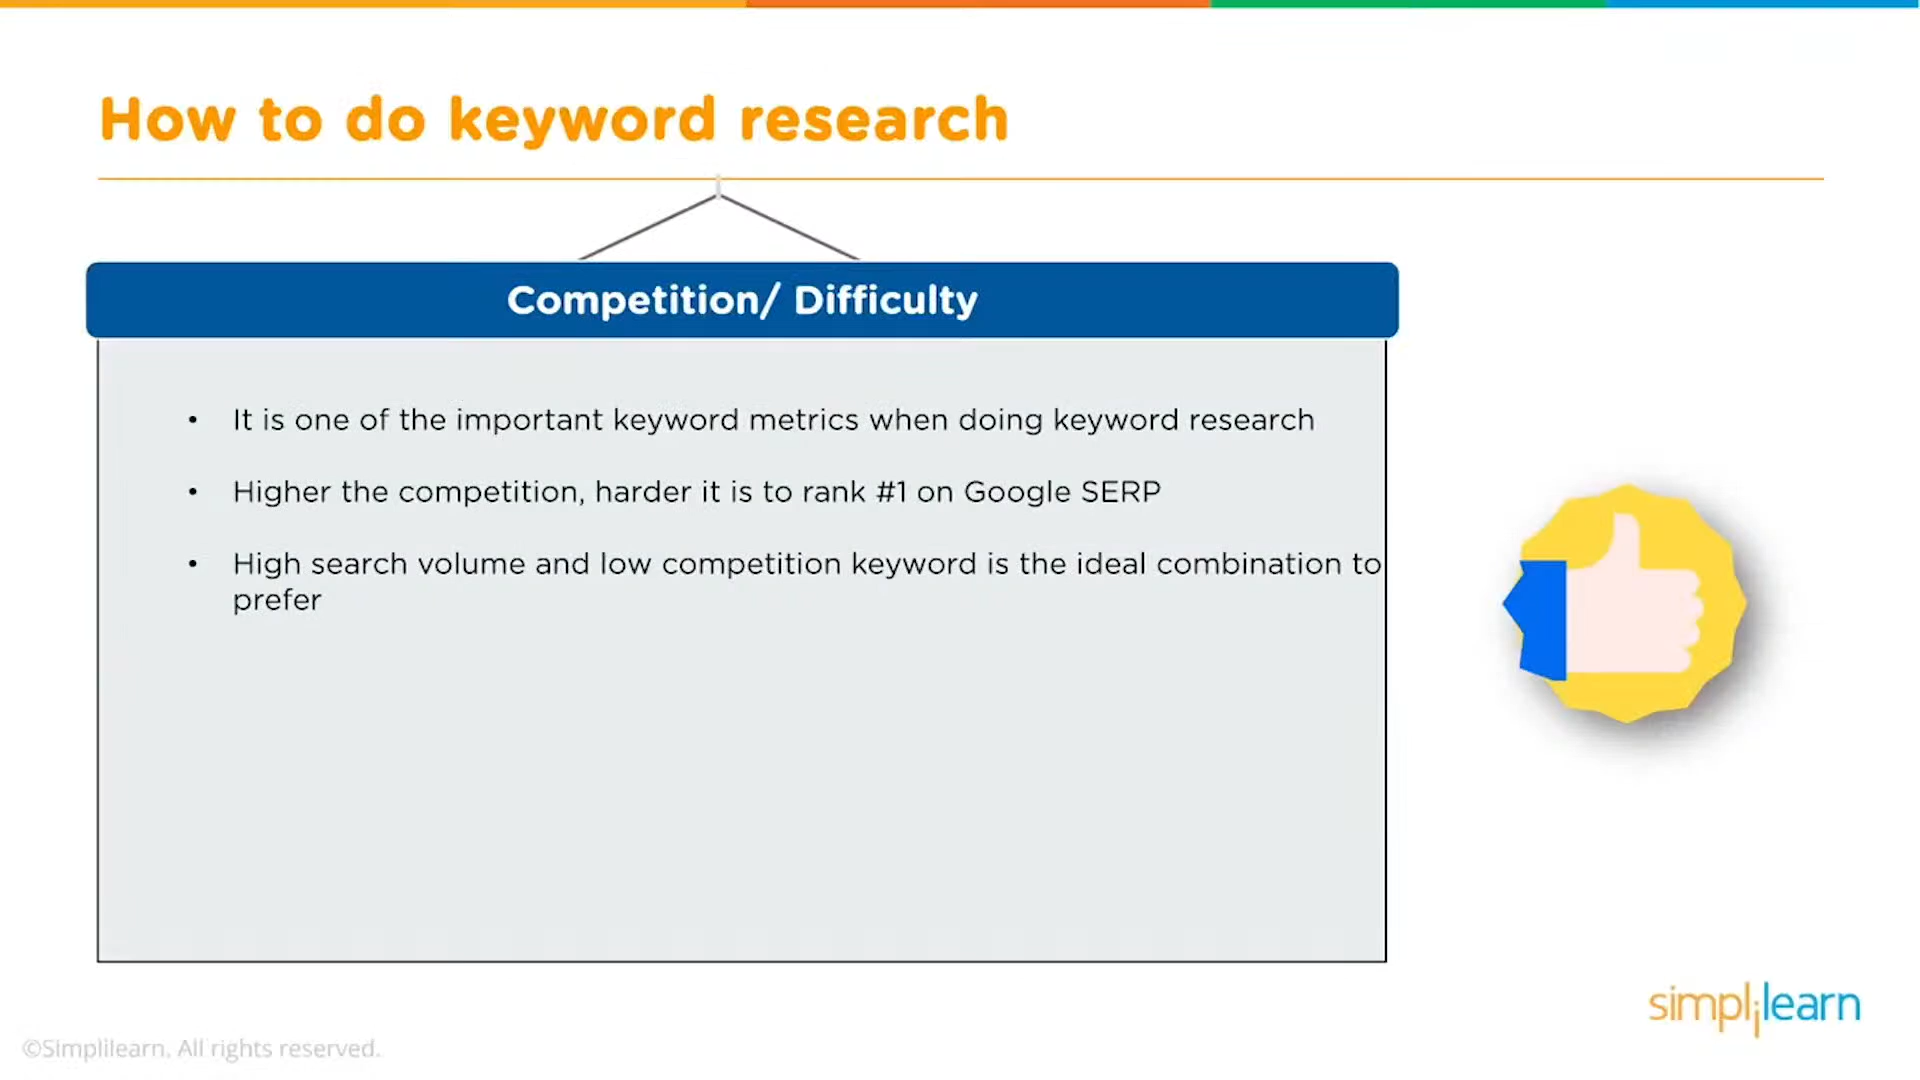 How to do keyword research
Competition/ Difficulty
• It is one of the important keyword metrics when doing keyword research
• Higher the competition, harder it is to rank #1 on Google SERP
• High search volume and low competition keyword is the ideal combination to
prefer
simplilearn
©Simplilearn. All rights reserved.